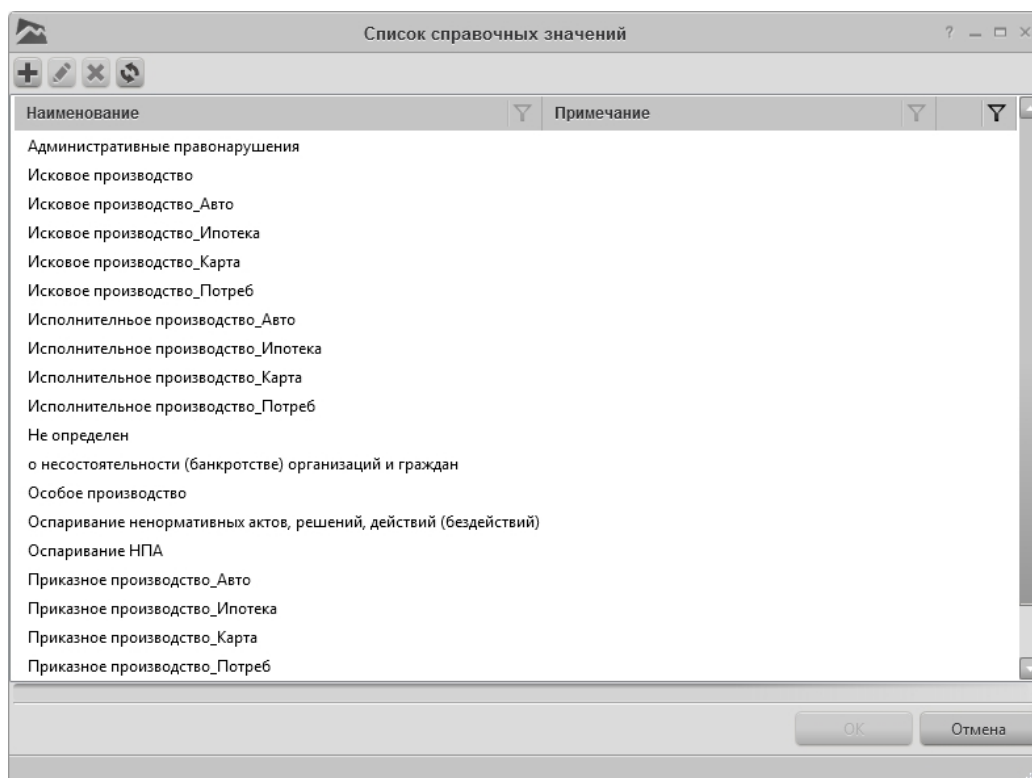 Список справочных значений
?
Наименование Примечание
Административные правонарушения
Исковое производство
Исковое производство_Авто
Исковое производство_Ипотека
Исковое производство_Карта
Исковое производство_Потреб
Исполнителньое производство_Авто
Исполнительное производство_Ипотека
Исполнительное производство_Карта
Исполнительное производство_Потреб
Не определен
о несостоятельности (банкротстве) организаций и граждан
Особое производство
Оспаривание ненормативных актов, решений, действий (бездействий)
Оспаривание НПА
Приказное производство_Авто
Приказное производство_Ипотека
Приказное производство_Карта
Приказное производство_Потреб
OK Отмена